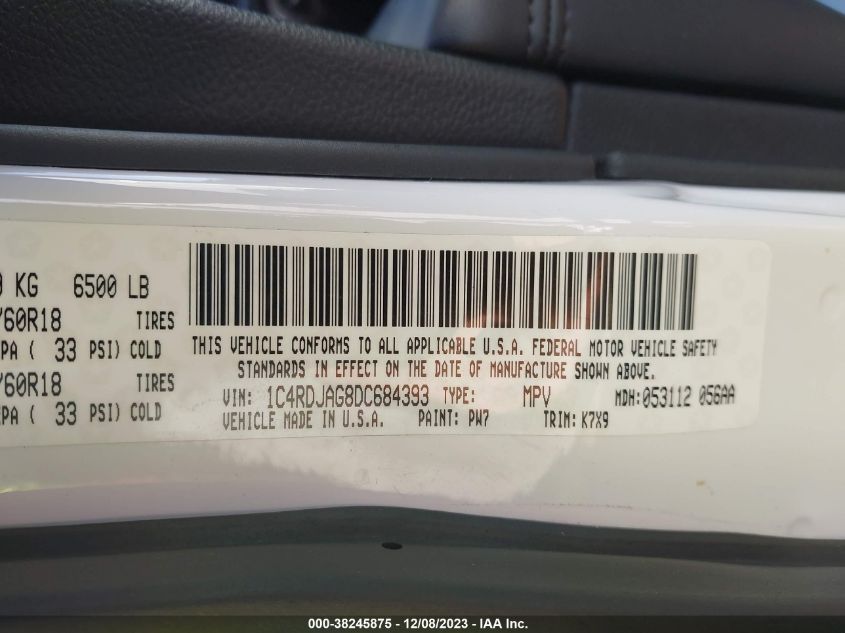 KG 6500 LB
/60R18 TIRES
PA ( 33 PSI) COLD
/60R18 TIRES
PA ( 33 PSI) COLD
THIS VEHICLE CONFORMS TO ALL APPLICABLE U.S.A. FEDERAL MOTOR VEHICLE SAFETY
STANDARDS IN EFFECT ON THE DATE OF MANUFACTURE SHOWN ABOVE.
VIN: 1C4RDJAG8DC684393 TYPE: MPV MDH:053112 056AA
VEHICLE MADE IN U.S.A. PAINT: PW7 TRIM: K7X9
000-38245875 - 12/08/2023 - IAA Inc.